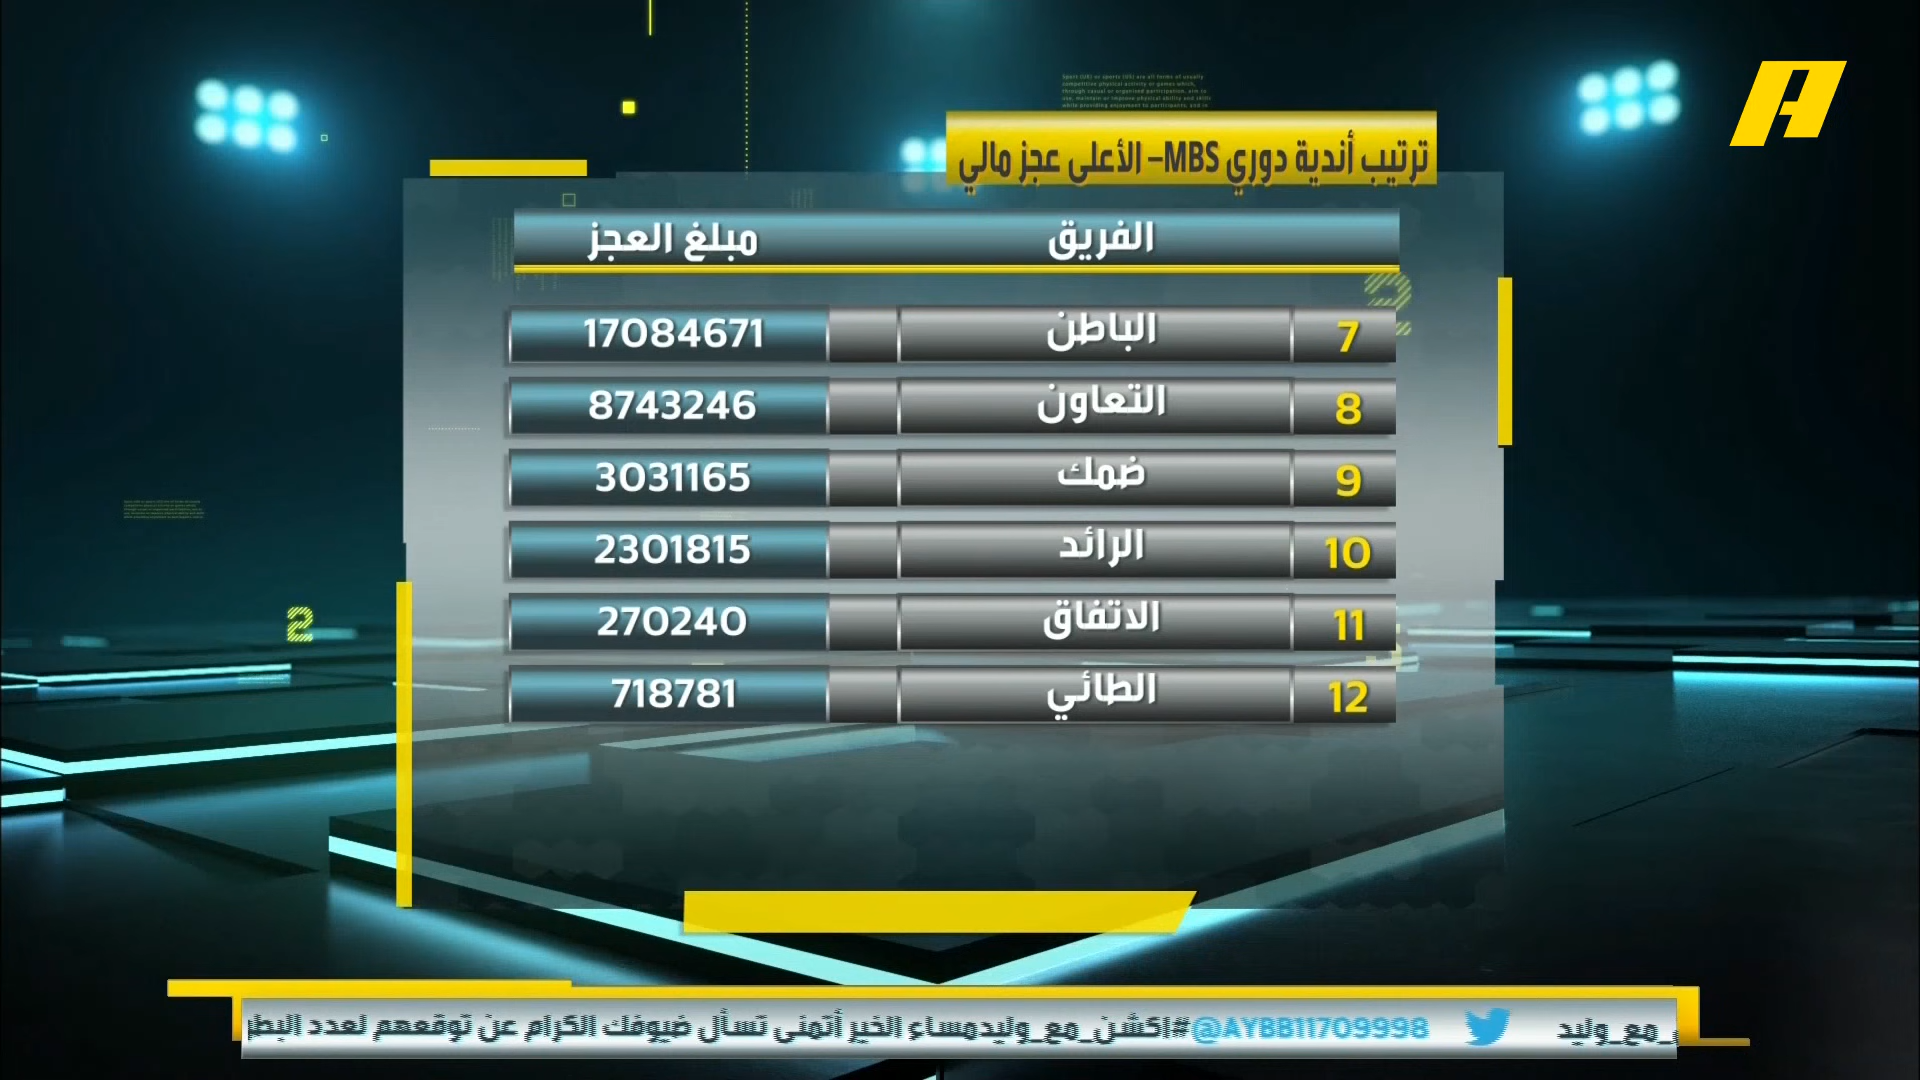 ترتيب أندية دوري MBS– الأعلى عجز مالي
الفريق مبلغ العجز
7 الباطن 17084671
8 التعاون 8743246
9 ضمك 3031165
10 الرائد 2301815
11 الاتفاق 270240
12 الطائي 718781
_مع_وليد @AYBB11709998 #اكشن_مع_وليدمساء الخير أتمنى تسأل ضيوفك الكرام عن توقعهم لعدد
2
2